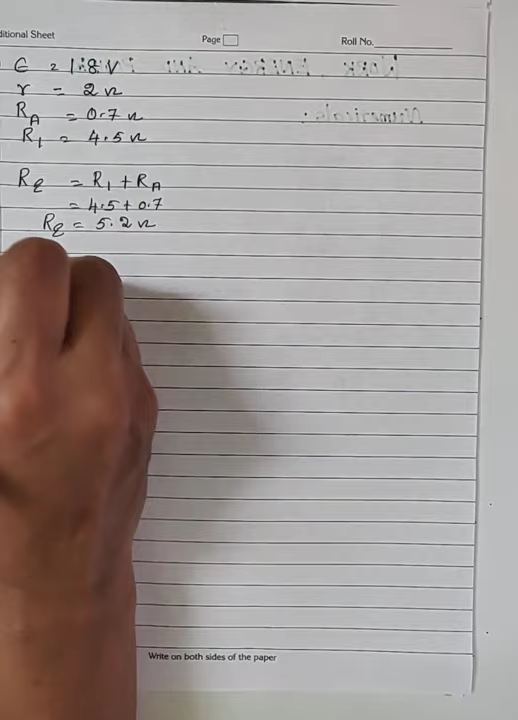 ditional Sheet
Page
Roll No.
E = 1.8 V
r = 2 Ω
R_A = 0.7 Ω
R_1 = 4.5 Ω
R_e = R_1 + R_A
= 4.5 + 0.7
R_e = 5.2 Ω
Write on both sides of the paper